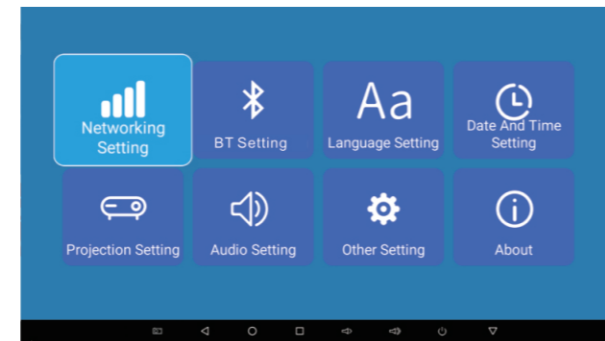 Networking
Setting
BT Setting
Aa
Language Setting
Date And Time
Setting
Projection Setting
Audio Setting
Other Setting
About